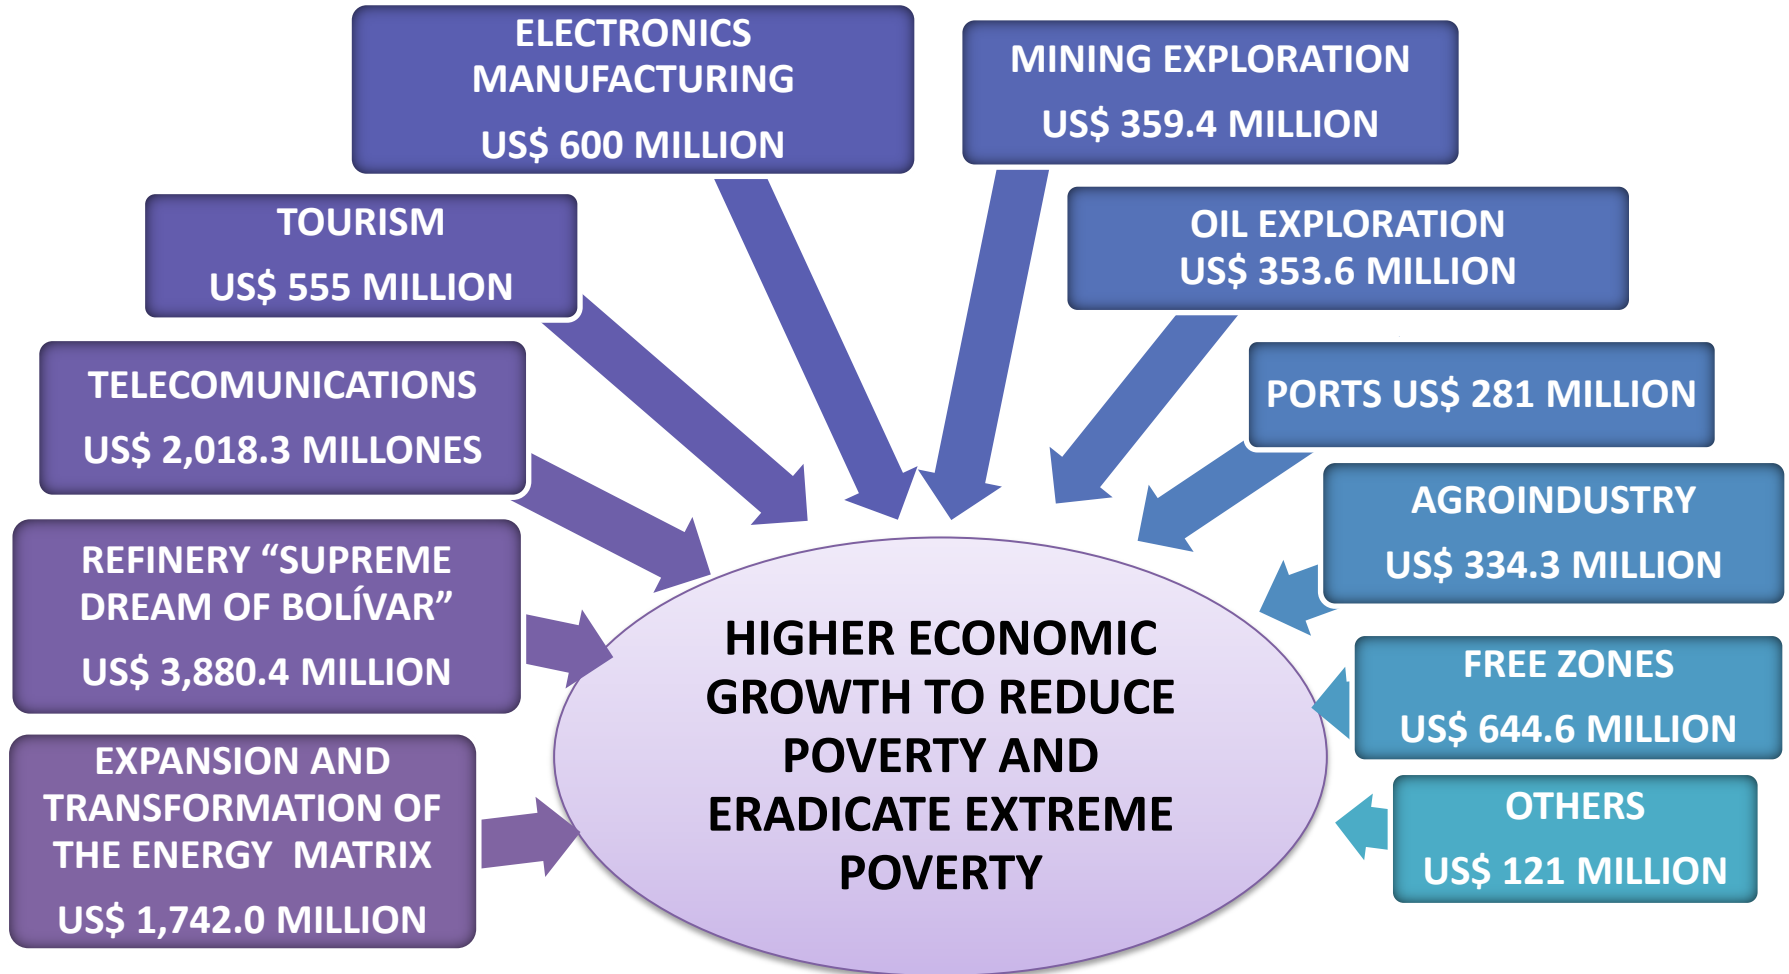 ELECTRONICS
MANUFACTURING
US$ 600 MILLION
MINING EXPLORATION
US$ 359.4 MILLION
TOURISM
US$ 555 MILLION
OIL EXPLORATION
US$ 353.6 MILLION
TELECOMUNICATIONS
US$ 2,018.3 MILLONES
PORTS US$ 281 MILLION
REFINERY “SUPREME
DREAM OF BOLÍVAR”
US$ 3,880.4 MILLION
AGROINDUSTRY
US$ 334.3 MILLION
EXPANSION AND
TRANSFORMATION OF
THE ENERGY MATRIX
US$ 1,742.0 MILLION
HIGHER ECONOMIC
GROWTH TO REDUCE
POVERTY AND
ERADICATE EXTREME
POVERTY
FREE ZONES
US$ 644.6 MILLION
OTHERS
US$ 121 MILLION